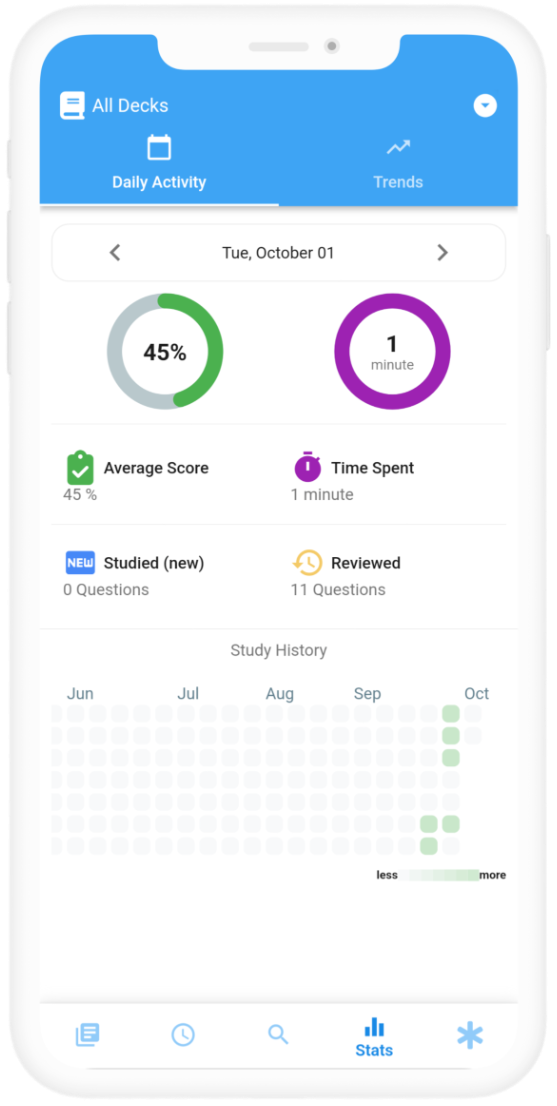 All Decks
Daily Activity
Trends
Tue, October 01
45%
1
minute
Average Score
45 %
Time Spent
1 minute
NEW
Studied (new)
0 Questions
Reviewed
11 Questions
Study History
Jun Jul Aug Sep Oct
less more
Stats